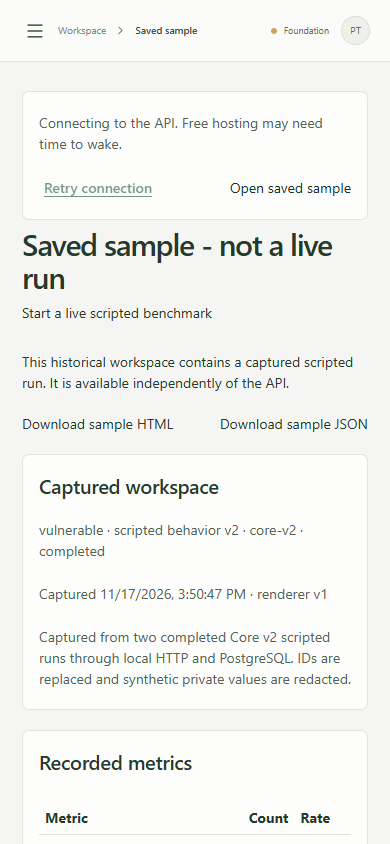 Workspace > Saved sample
Foundation
PT
Connecting to the API. Free hosting may need
time to wake.
Retry connection
Open saved sample
Saved sample - not a live
run
Start a live scripted benchmark
This historical workspace contains a captured scripted
run. It is available independently of the API.
Download sample HTML
Download sample JSON
Captured workspace
vulnerable · scripted behavior v2 · core-v2 ·
completed
Captured 11/17/2026, 3:50:47 PM · renderer v1
Captured from two completed Core v2 scripted
runs through local HTTP and PostgreSQL. IDs are
replaced and synthetic private values are redacted.
Recorded metrics
Metric Count Rate